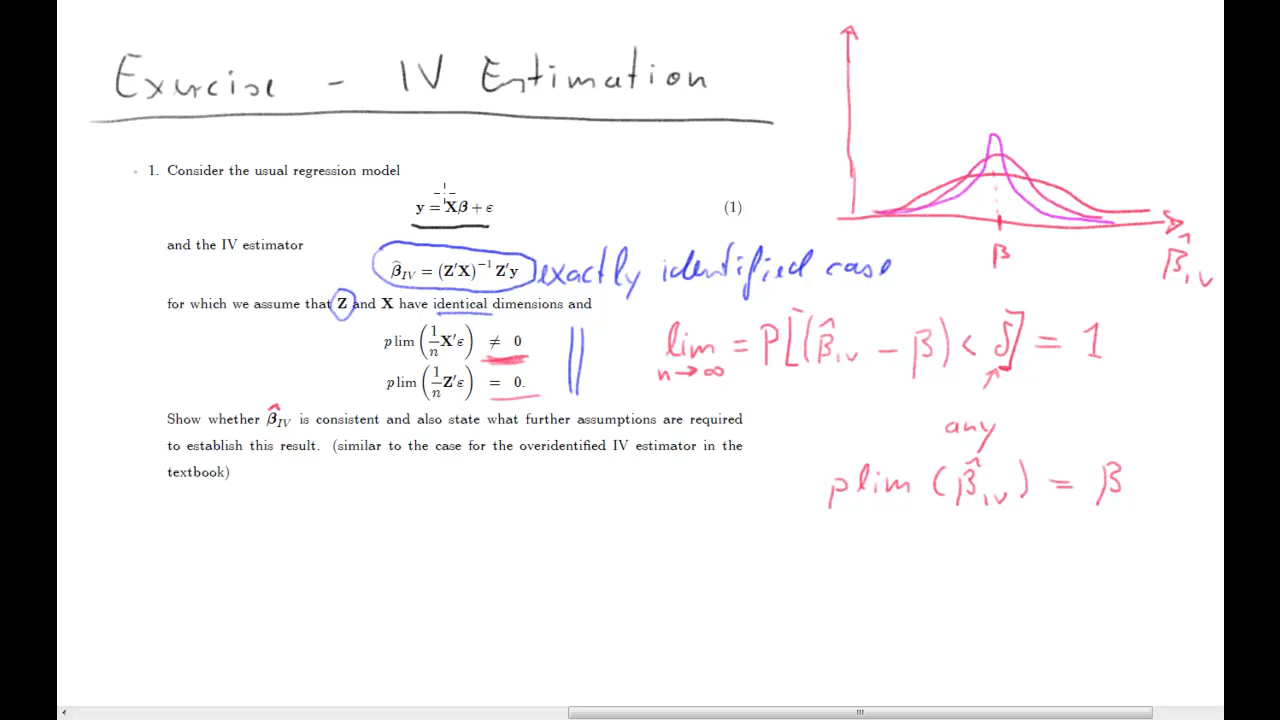 Exercise - IV Estimation
1. Consider the usual regression model
y = Xβ + ε (1)
and the IV estimator
β̂_IV = (Z′X)⁻¹ Z′y exactly identified case
for which we assume that Z and X have identical dimensions and
p lim (1/n X′ε) ≠ 0
p lim (1/n Z′ε) = 0.
Show whether β̂_IV is consistent and also state what further assumptions are required
to establish this result. (similar to the case for the overidentified IV estimator in the
textbook)
β
β̂_IV
lim n→∞ = P[(β̂_IV − β) < δ] = 1
any
plim (β̂_IV) = β